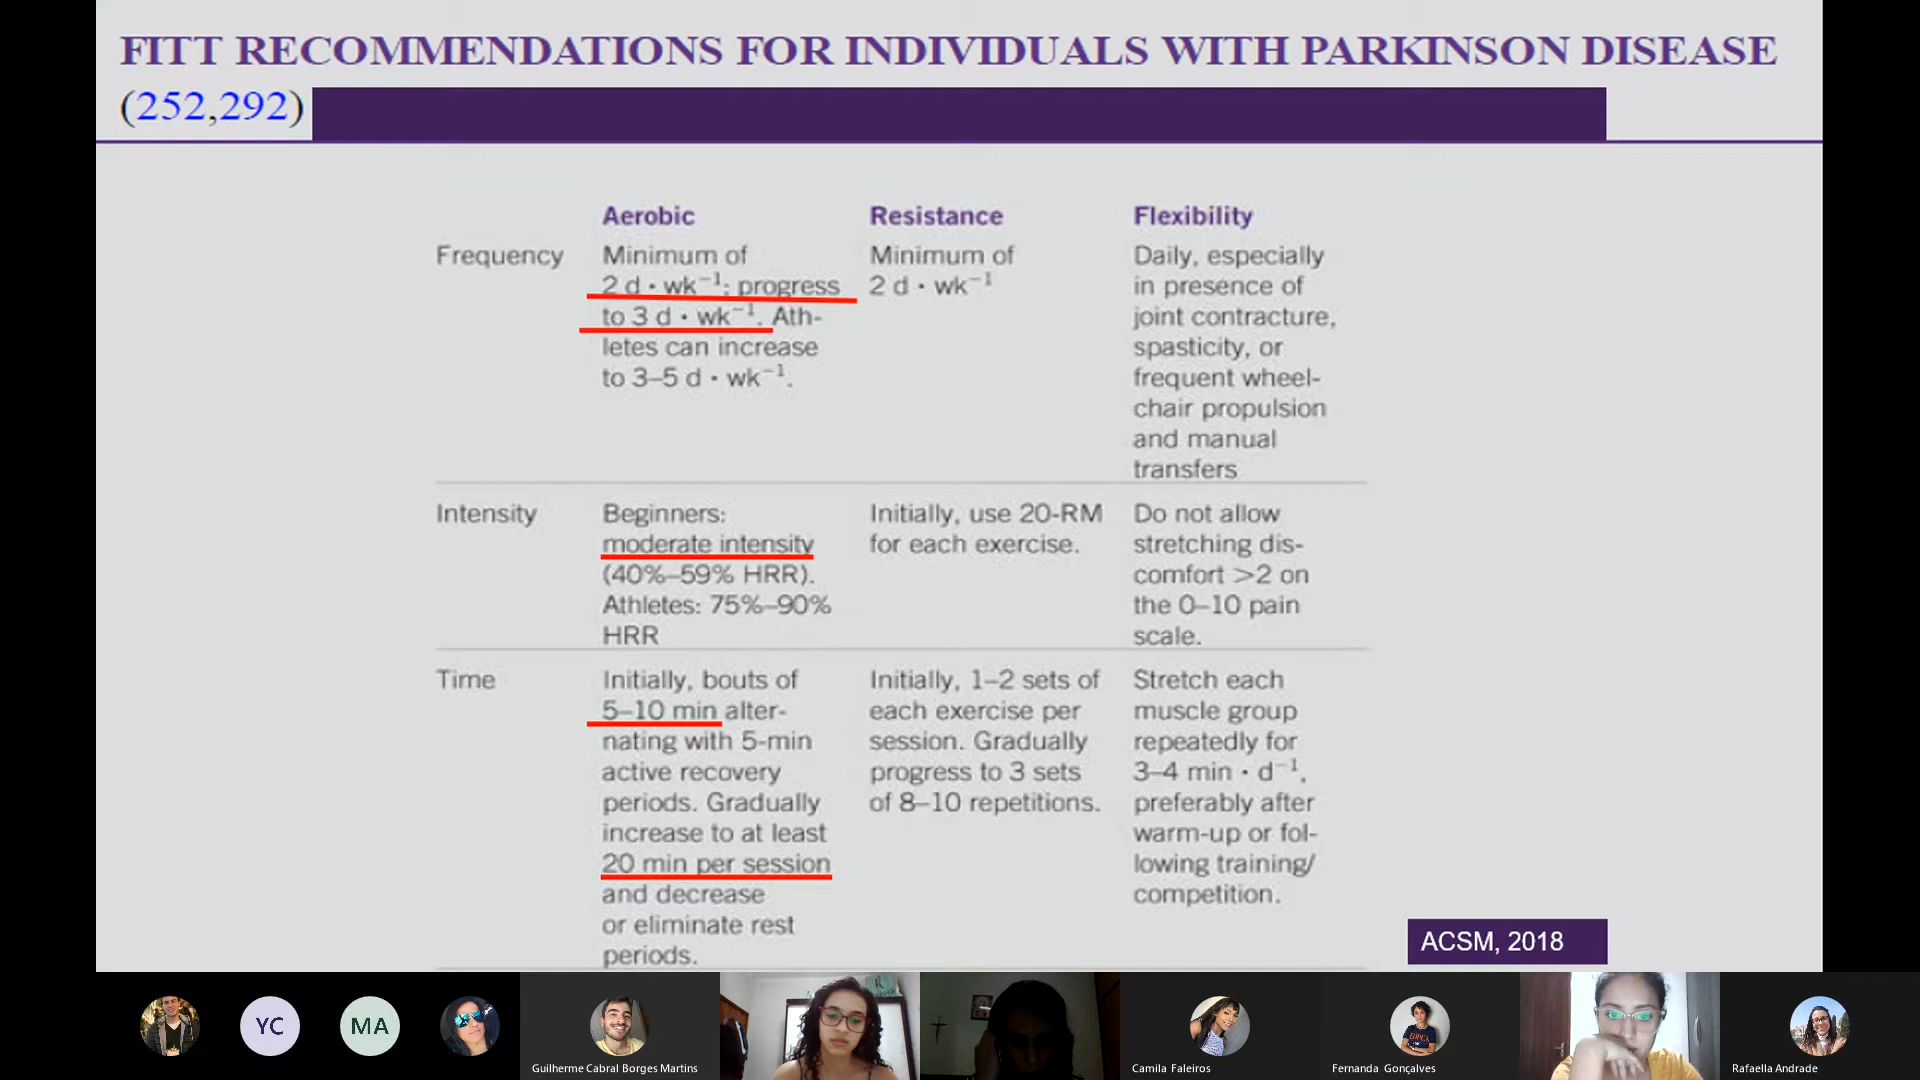 FITT RECOMMENDATIONS FOR INDIVIDUALS WITH PARKINSON DISEASE
(252,292)
Aerobic
Resistance
Flexibility
Frequency
Minimum of
2 d · wk⁻¹; progress
to 3 d · wk⁻¹. Ath-
letes can increase
to 3–5 d · wk⁻¹.
Minimum of
2 d · wk⁻¹
Daily, especially
in presence of
joint contracture,
spasticity, or
frequent wheel-
chair propulsion
and manual
transfers
Intensity
Beginners:
moderate intensity
(40%–59% HRR).
Athletes: 75%–90%
HRR
Initially, use 20-RM
for each exercise.
Do not allow
stretching dis-
comfort >2 on
the 0–10 pain
scale.
Time
Initially, bouts of
5–10 min alter-
nating with 5-min
active recovery
periods. Gradually
increase to at least
20 min per session
and decrease
or eliminate rest
periods.
Initially, 1–2 sets of
each exercise per
session. Gradually
progress to 3 sets
of 8–10 repetitions.
Stretch each
muscle group
repeatedly for
3–4 min · d⁻¹,
preferably after
warm-up or fol-
lowing training/
competition.
ACSM, 2018
YC
MA
Guilherme Cabral Borges Martins
Camila Faleiros
Fernanda Gonçalves
Rafaella Andrade